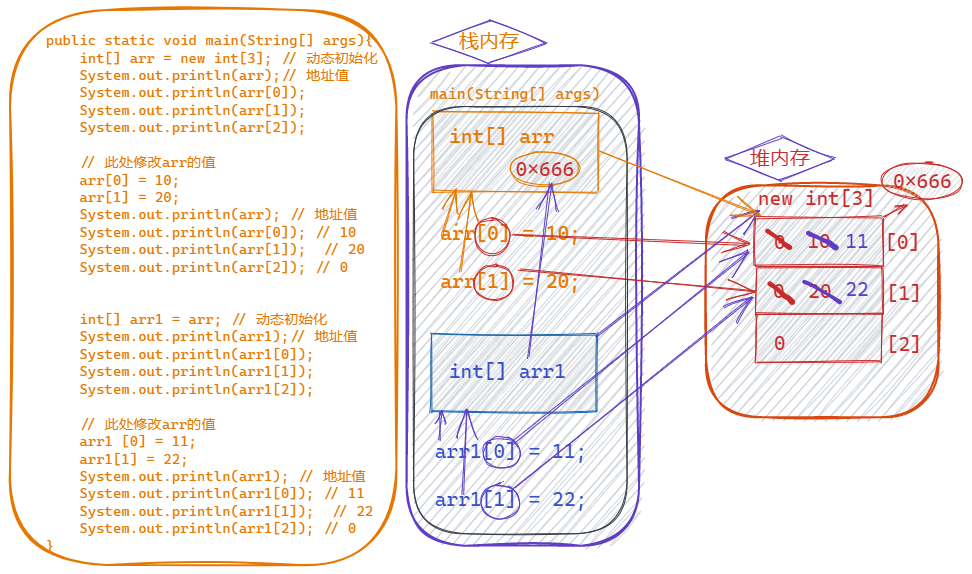 public static void main(String[] args){
int[] arr = new int[3]; // 动态初始化
System.out.println(arr);// 地址值
System.out.println(arr[0]);
System.out.println(arr[1]);
System.out.println(arr[2]);
// 此处修改arr的值
arr[0] = 10;
arr[1] = 20;
System.out.println(arr); // 地址值
System.out.println(arr[0]); // 10
System.out.println(arr[1]);  // 20
System.out.println(arr[2]); // 0
int[] arr1 = arr; // 动态初始化
System.out.println(arr1);// 地址值
System.out.println(arr1[0]);
System.out.println(arr1[1]);
System.out.println(arr1[2]);
// 此处修改arr的值
arr1 [0] = 11;
arr1[1] = 22;
System.out.println(arr1); // 地址值
System.out.println(arr1[0]); // 11
System.out.println(arr1[1]);  // 22
System.out.println(arr1[2]); // 0
}
栈内存
main(String[] args)
int[] arr
0×666
arr[0] = 10;
arr[1] = 20;
int[] arr1
arr1[0] = 11;
arr1[1] = 22;
堆内存
0×666
new int[3]
0 10 11 [0]
0 20 22 [1]
0 [2]